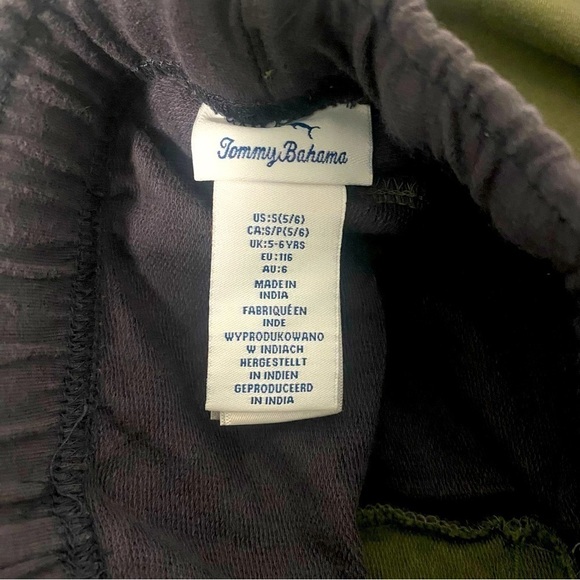 Tommy Bahama
US:S(5/6)
CA:S/P(5/6)
UK:5-6YRS
EU:116
AU:6
MADE IN
INDIA
FABRIQUÉ EN
INDE
WYPRODUKOWANO
W INDIACH
HERGESTELLT
IN INDIEN
GEPRODUCEERD
IN INDIA